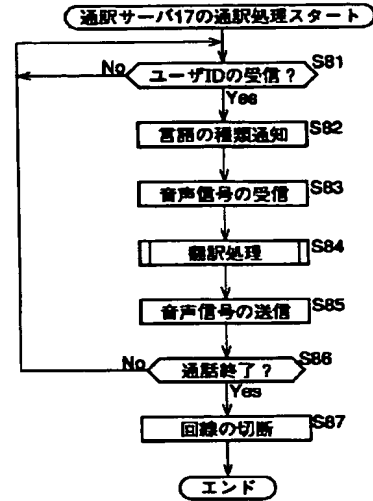 通訳サーバ17の通訳処理スタート
S81
No
ユーザIDの受信？
Yes
S82
言語の種類通知
S83
音声信号の受信
S84
翻訳処理
S85
音声信号の送信
S86
No
通話終了？
Yes
S87
回線の切断
エンド